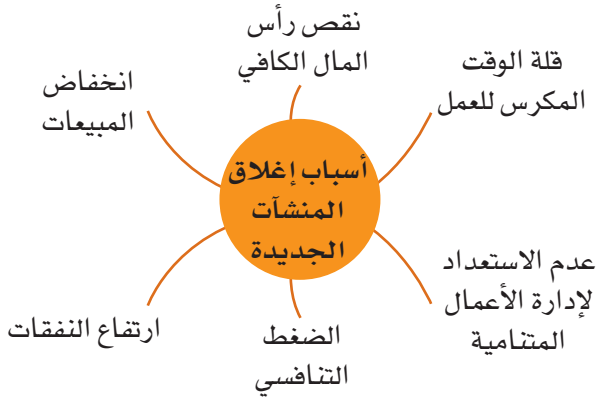 أسباب إغلاق
المنشآت
الجديدة
نقص رأس
المال الكافي
قلة الوقت
المكرس للعمل
عدم الاستعداد
لإدارة الأعمال
المتنامية
الضغط
التنافسي
ارتفاع النفقات
انخفاض
المبيعات